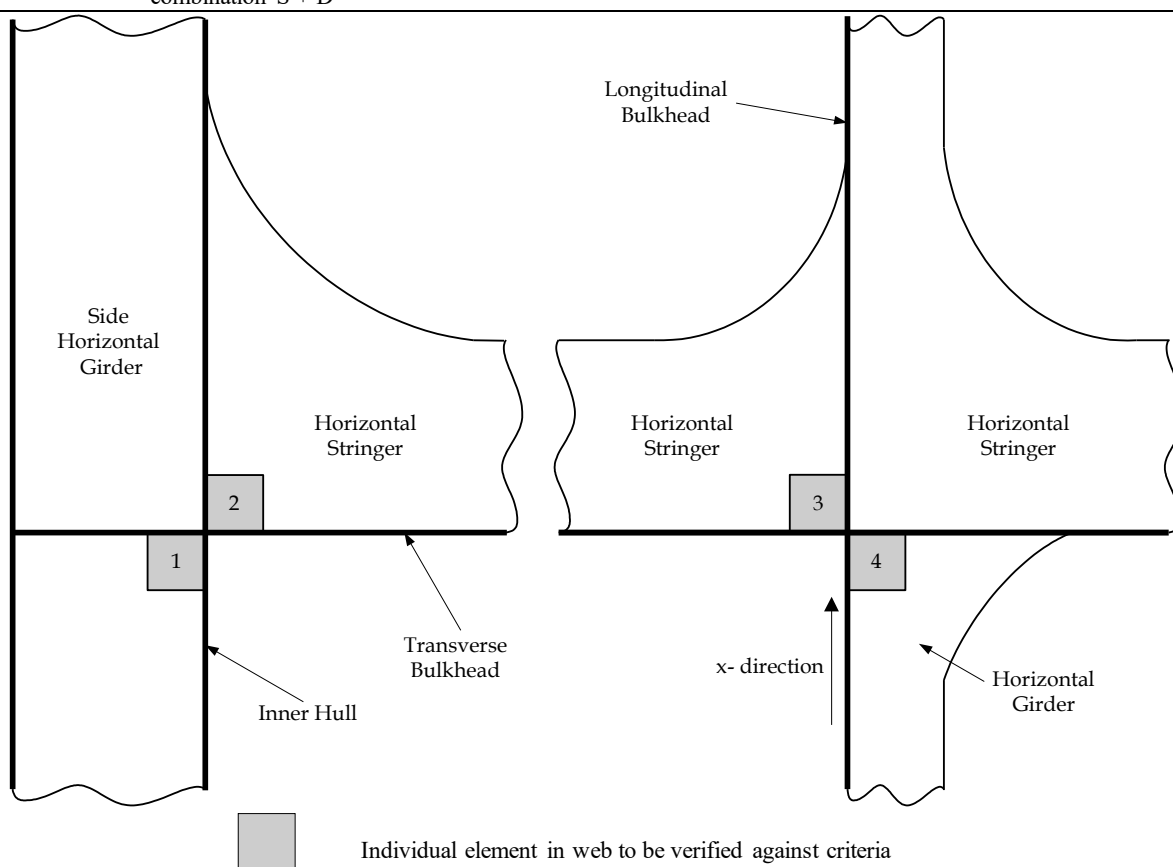 combination S + D
Longitudinal
Bulkhead
Side
Horizontal
Girder
Horizontal
Stringer
Horizontal
Stringer
Horizontal
Stringer
2
3
1
4
Transverse
Bulkhead
x- direction
Inner Hull
Horizontal
Girder
Individual element in web to be verified against criteria